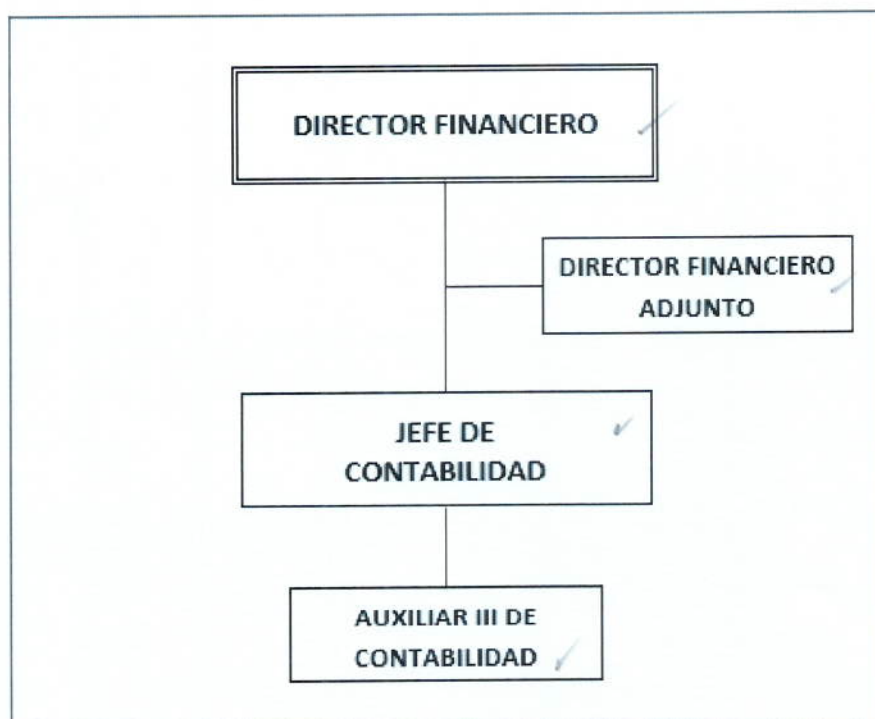 DIRECTOR FINANCIERO
DIRECTOR FINANCIERO
ADJUNTO
JEFE DE
CONTABILIDAD
AUXILIAR III DE
CONTABILIDAD